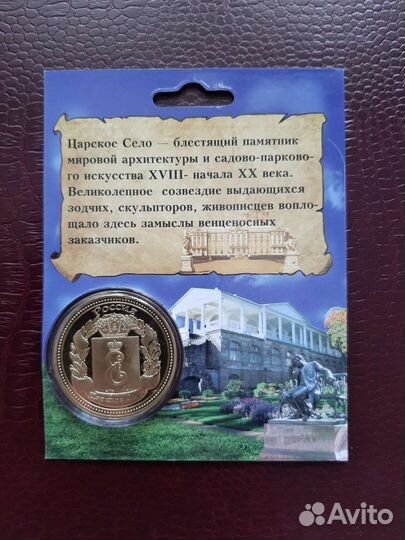 Царское Село — блестящий памятник
мировой архитектуры и садово-парково-
го искусства XVIII- начала XX века.
Великолепное созвездие выдающихся
зодчих, скульпторов, живописцев вопло-
щало здесь замыслы венценосных
заказчиков.
РОССИЯ
Avito